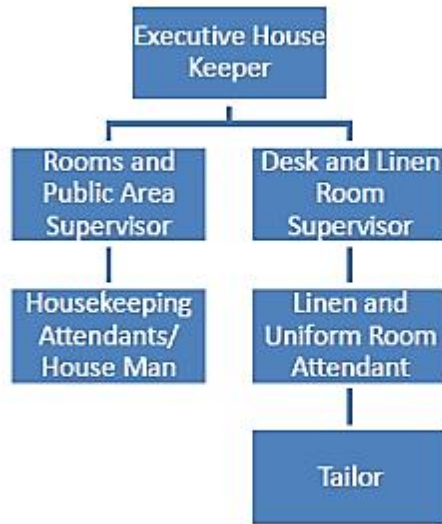 Executive House
Keeper
Rooms and
Public Area
Supervisor
Desk and Linen
Room
Supervisor
Housekeeping
Attendants/
House Man
Linen and
Uniform Room
Attendant
Tailor